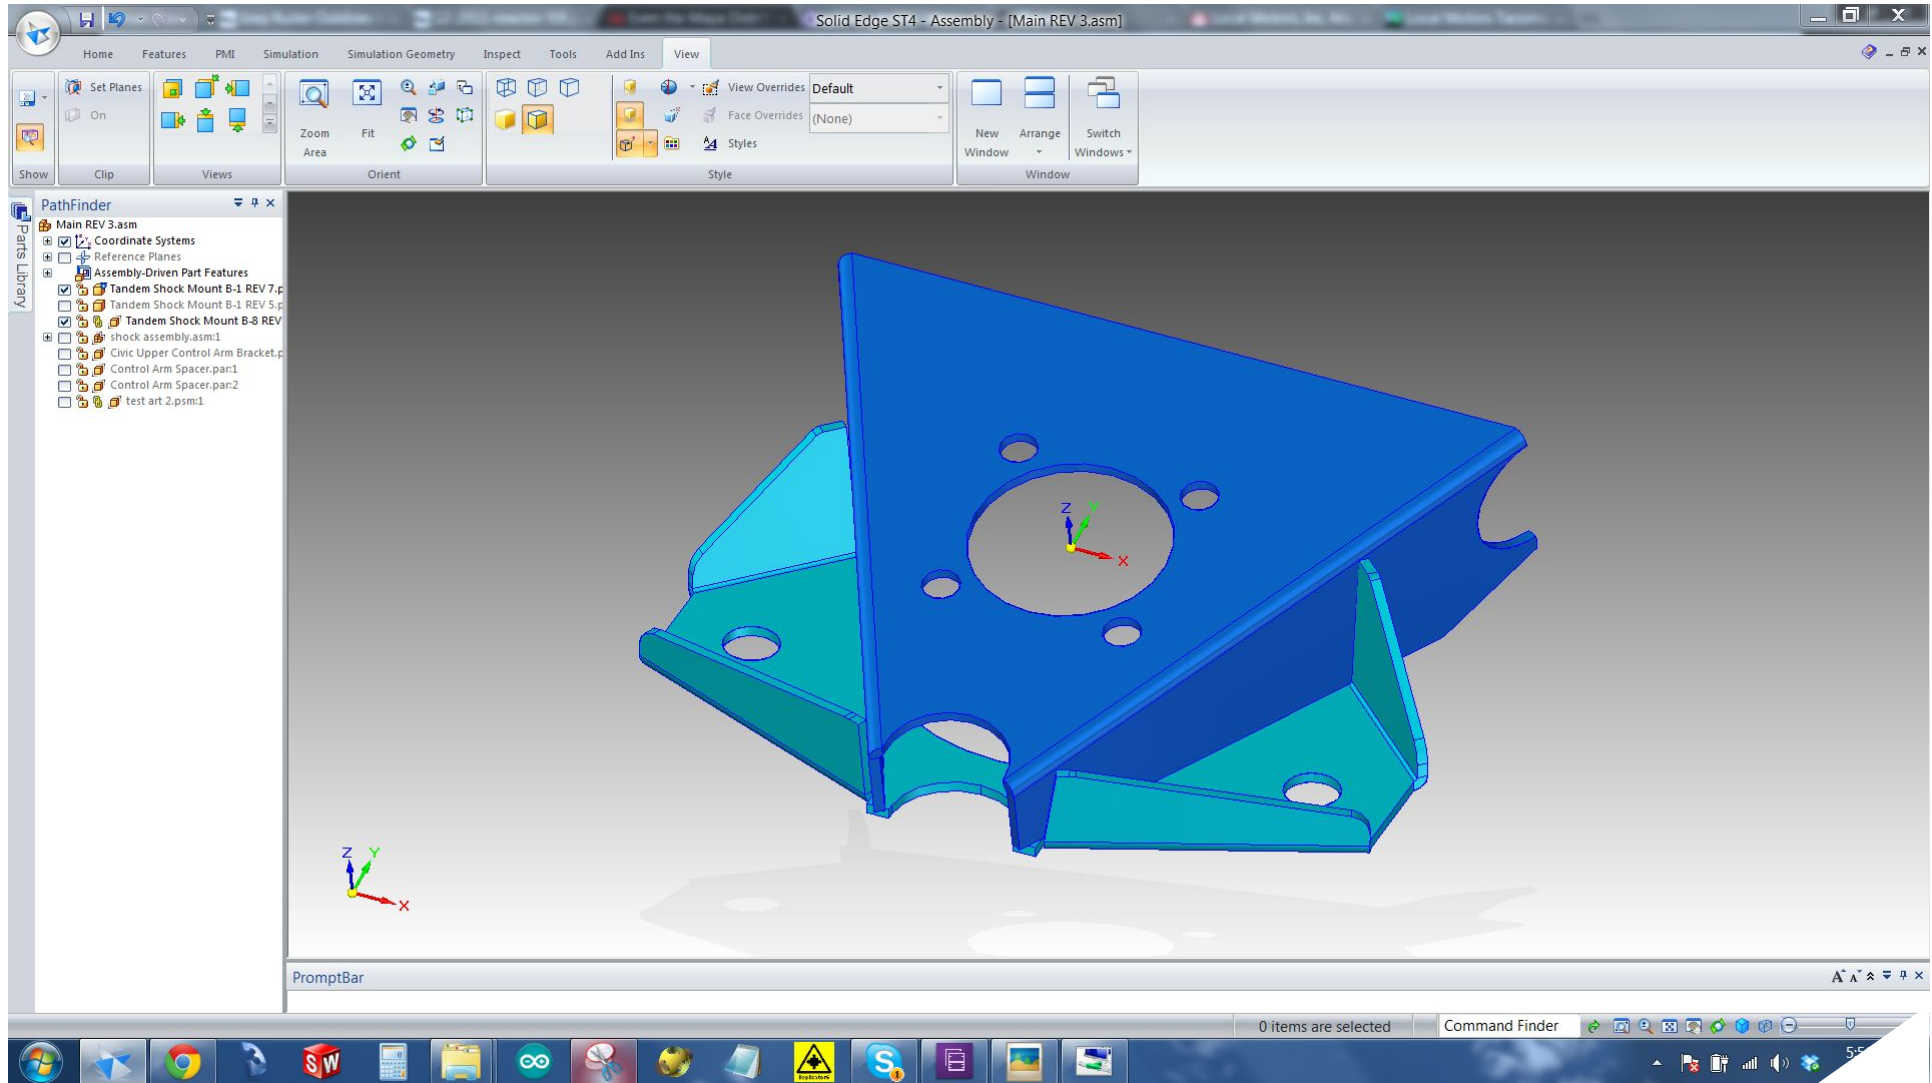 Solid Edge ST4 - Assembly - [Main REV 3.asm]
Home Features PMI Simulation Simulation Geometry Inspect Tools Add Ins View
Set Planes
On
Zoom Area
Fit
View Overrides Default
Face Overrides (None)
Styles
New Window
Arrange
Switch Windows
Show Clip Views Orient Style Window
Parts Library
PathFinder
Main REV 3.asm
Coordinate Systems
Reference Planes
Assembly-Driven Part Features
Tandem Shock Mount B-1 REV 7.p
Tandem Shock Mount B-1 REV 5.p
Tandem Shock Mount B-8 REV
shock assembly.asm:1
Civic Upper Control Arm Bracket.p
Control Arm Spacer.par:1
Control Arm Spacer.par:2
test art 2.psm:1
Z Y
X
Z Y
X
PromptBar
0 items are selected
Command Finder
SW
S